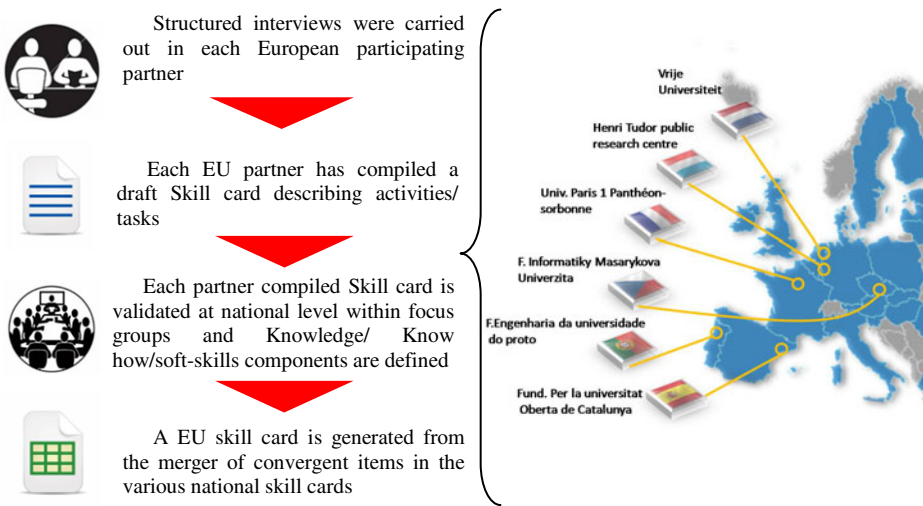 Structured interviews were carried
out in each European participating
partner
Each EU partner has compiled a
draft Skill card describing activities/
tasks
Each partner compiled Skill card is
validated at national level within focus
groups and Knowledge/ Know
how/soft-skills components are defined
A EU skill card is generated from
the merger of convergent items in the
various national skill cards
Vrije
Universiteit
Henri Tudor public
research centre
Univ. Paris 1 Panthéon-
sorbonne
F. Informatiky Masarykova
Univerzita
F.Engenharia da universidade
do proto
Fund. Per la universitat
Oberta de Catalunya